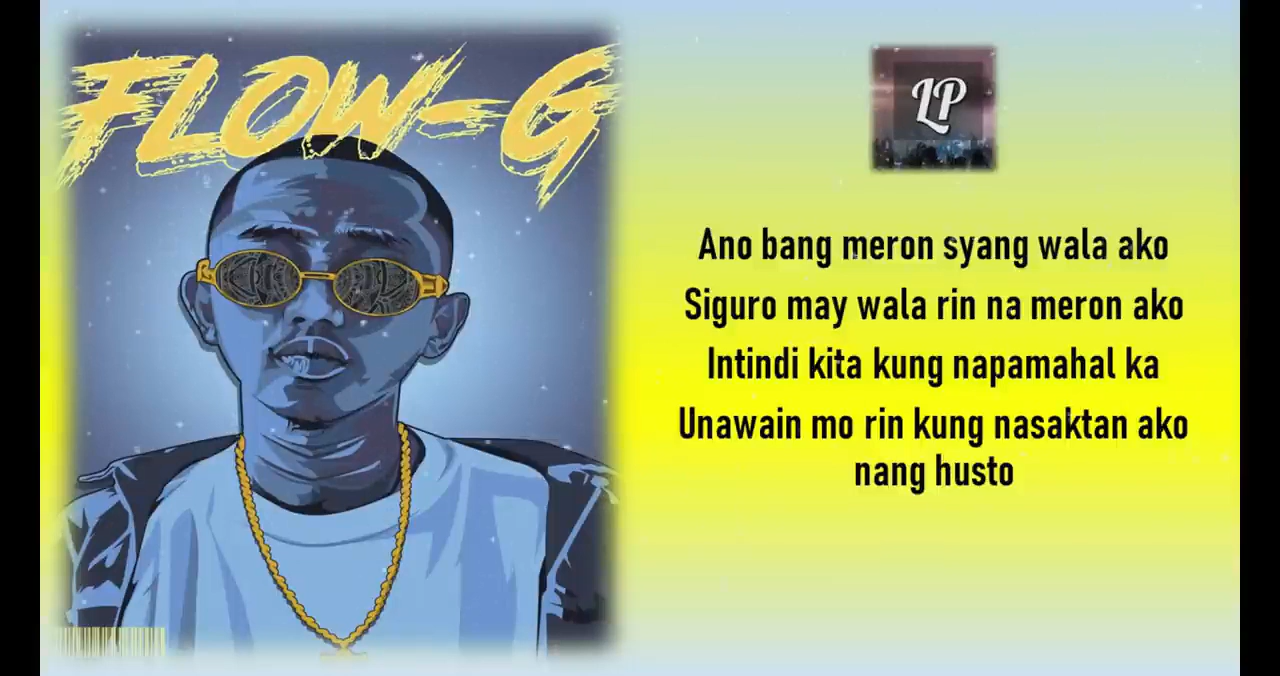 FLOW-G
LP
Ano bang meron syang wala ako
Siguro may wala rin na meron ako
Intindi kita kung napamahal ka
Unawain mo rin kung nasaktan ako
nang husto